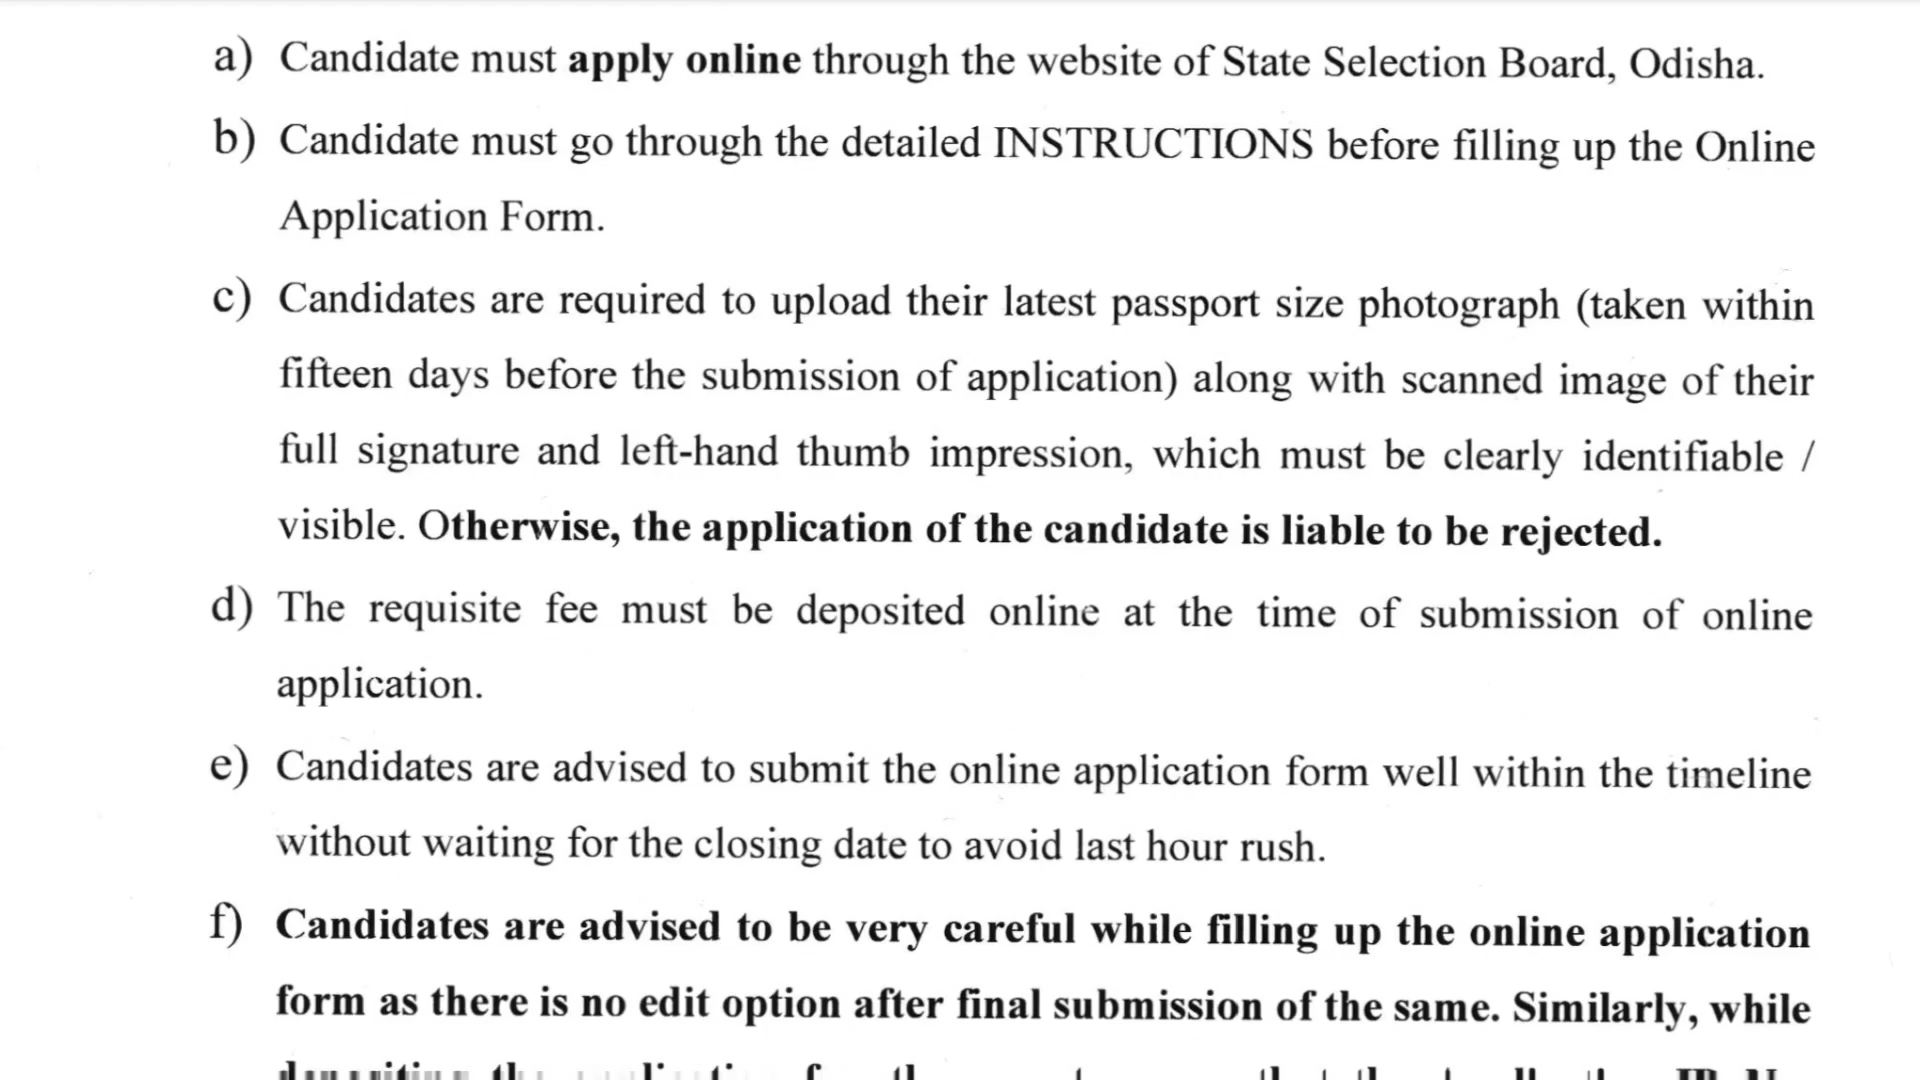 a) Candidate must apply online through the website of State Selection Board, Odisha.
b) Candidate must go through the detailed INSTRUCTIONS before filling up the Online
Application Form.
c) Candidates are required to upload their latest passport size photograph (taken within
fifteen days before the submission of application) along with scanned image of their
full signature and left-hand thumb impression, which must be clearly identifiable /
visible. Otherwise, the application of the candidate is liable to be rejected.
d) The requisite fee must be deposited online at the time of submission of online
application.
e) Candidates are advised to submit the online application form well within the timeline
without waiting for the closing date to avoid last hour rush.
f) Candidates are advised to be very careful while filling up the online application
form as there is no edit option after final submission of the same. Similarly, while